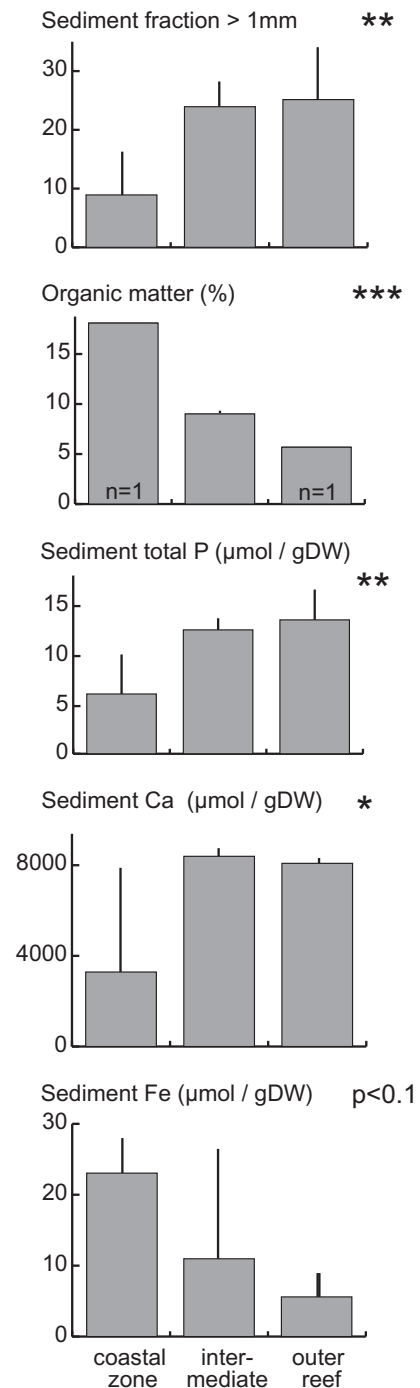 Sediment fraction > 1mm **
30
20
10
0
Organic matter (%) ***
15
10
5
0
n=1
n=1
Sediment total P (µmol / gDW)
**
15
10
5
0
Sediment Ca (µmol / gDW) *
8000
4000
0
Sediment Fe (µmol / gDW) p<0.1
30
20
10
0
coastal zone
inter-mediate
outer reef